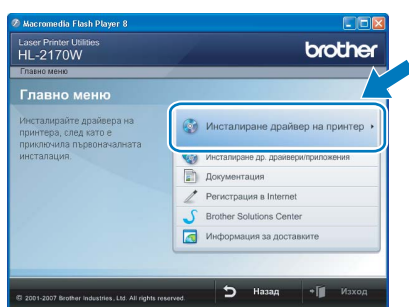 Macromedia Flash Player 8
Laser Printer Utilities
HL-2170W
brother
Главно меню
Главно меню
Инсталирайте драйвера на
принтера, след като е
приключила първоначалната
инсталация.
Инсталиране драйвер на принтер
Инсталиране др. драйвери/приложения
Документация
Регистрация в Internet
Brother Solutions Center
Информация за доставките
© 2001-2007 Brother Industries, Ltd. All rights reserved.
Назад
Изход